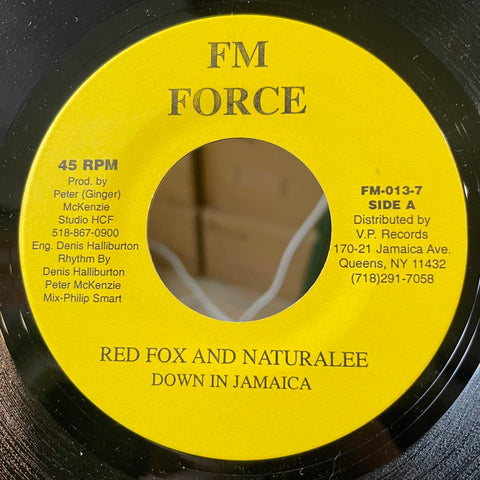 FM
FORCE
45 RPM
Prod. by
Peter (Ginger)
McKenzie
Studio HCF
518-867-0900
Eng. Denis Halliburton
Rhythm By
Denis Halliburton
Peter McKenzie
Mix-Philip Smart
FM-013-7
SIDE A
Distributed by
V.P. Records
170-21 Jamaica Ave.
Queens, NY 11432
(718)291-7058
RED FOX AND NATURALEE
DOWN IN JAMAICA